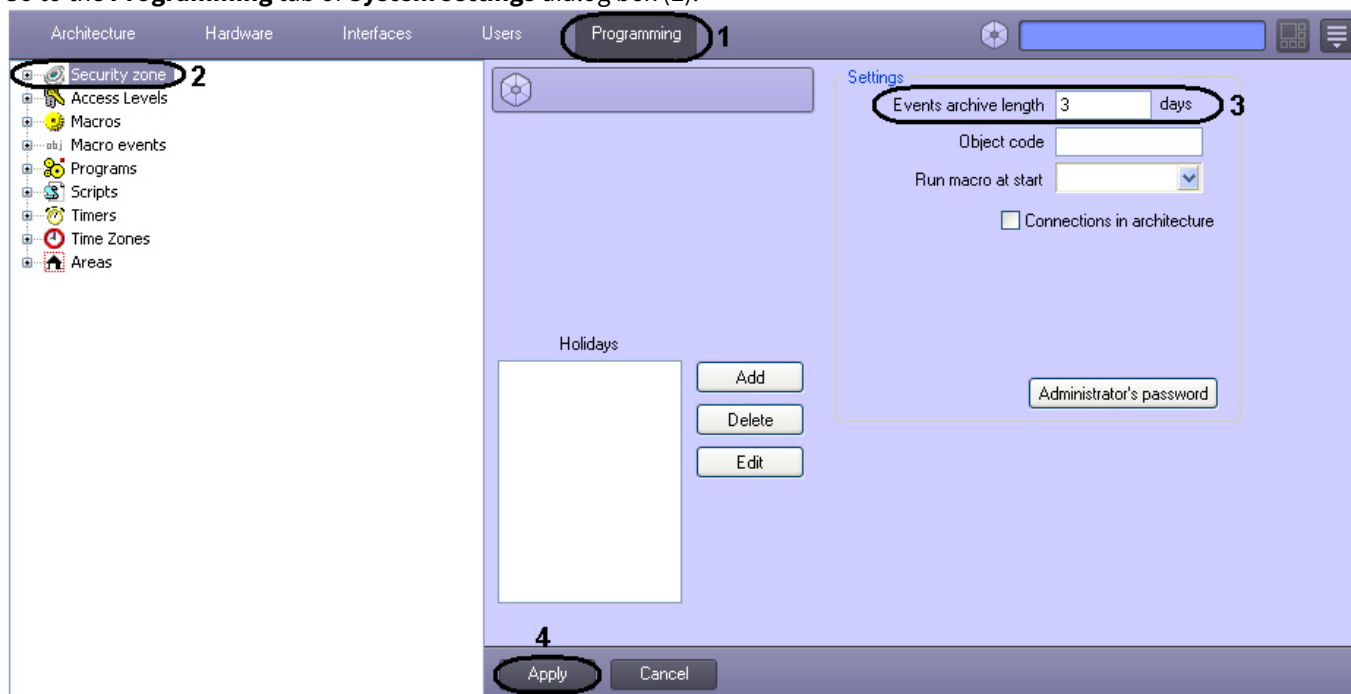 Go to the Programming tab of System settings dialog box (1).
Architecture Hardware Interfaces Users Programming 1
Security zone 2
Access Levels
Macros
obj Macro events
Programs
Scripts
Timers
Time Zones
Areas
Settings
Events archive length 3 days 3
Object code
Run macro at start
Connections in architecture
Administrator's password
Holidays
Add
Delete
Edit
4
Apply Cancel